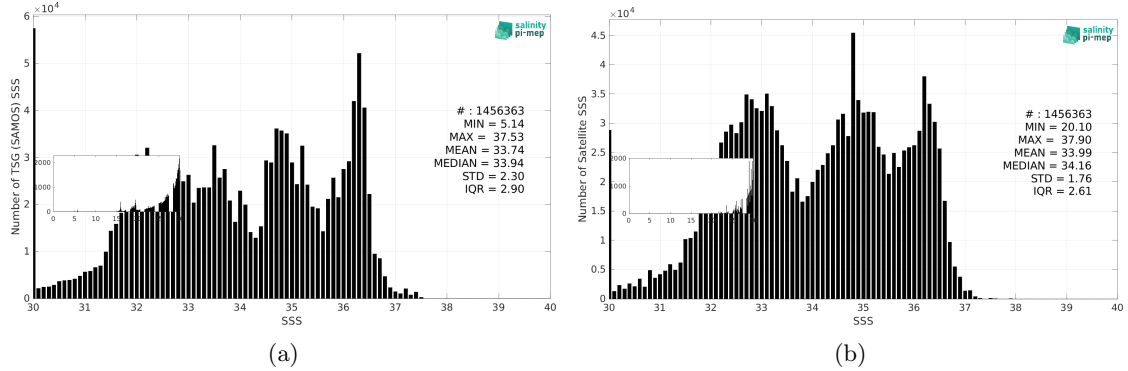 6
×10⁴
5
4
3
2
1
0
30
31
32
33
34
35
36
37
38
39
40
SSS
Number of TSG (SAMOS) SSS
salinity
pi-mep
# : 1456363
MIN = 5.14
MAX = 37.53
MEAN = 33.74
MEDIAN = 33.94
STD = 2.30
IQR = 2.90
2000
1000
0
0
5
10
15
(a)
×10⁴
4.5
4
3.5
3
2.5
2
1.5
1
0.5
0
30
31
32
33
34
35
36
37
38
39
40
SSS
Number of Satellite SSS
salinity
pi-mep
# : 1456363
MIN = 20.10
MAX = 37.90
MEAN = 33.99
MEDIAN = 34.16
STD = 1.76
IQR = 2.61
2000
1000
0
0
5
10
15
(b)